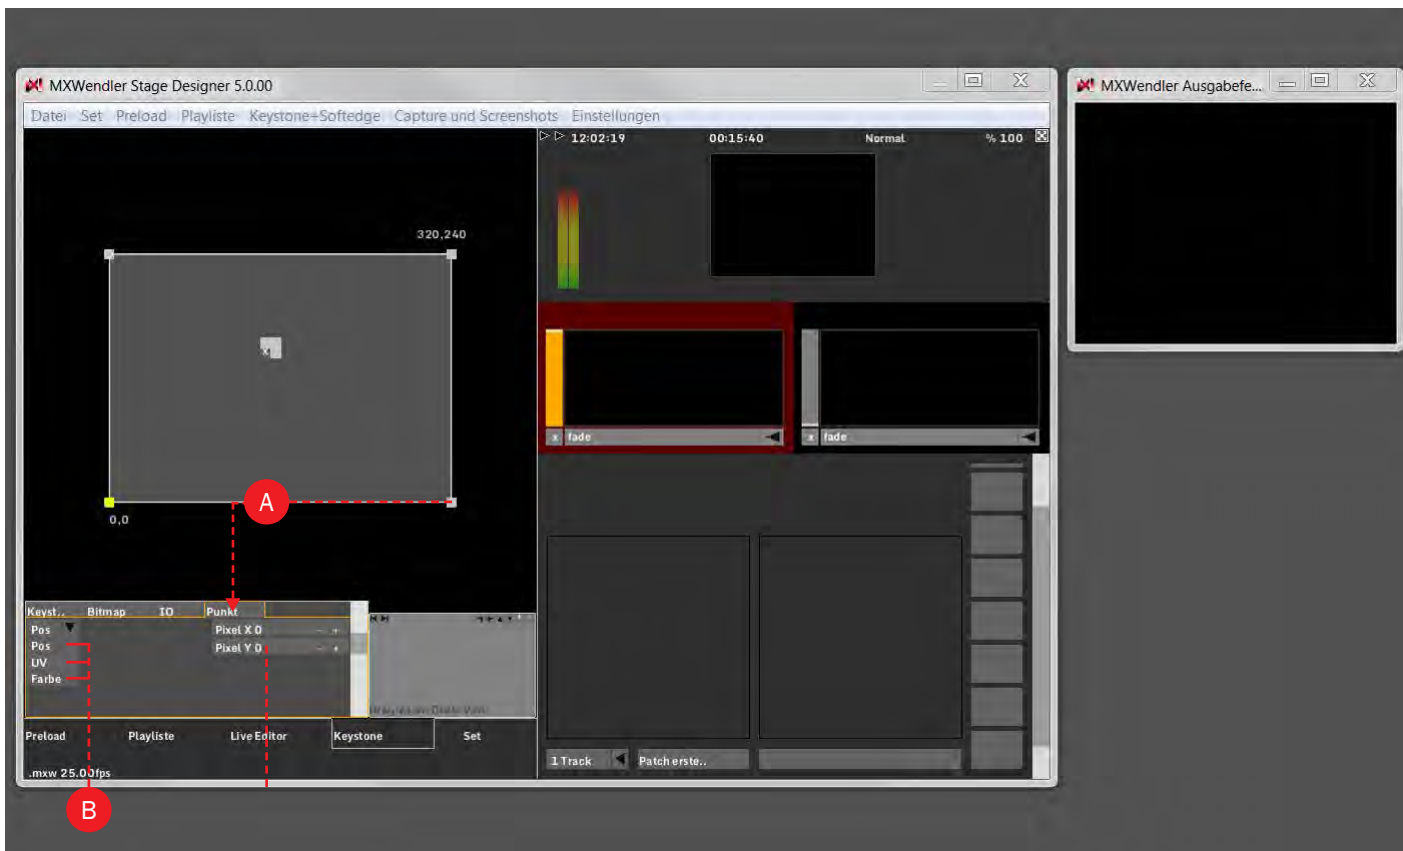 MXWendler Stage Designer 5.0.00
MXWendler Ausgabefe...
Datei Set Preload Playliste Keystone+Softedge Capture und Screenshots Einstellungen
12:02:19 00:15:40 Normal % 100
320,240
x
x fade
x fade
A
0,0
Keyst.. Bitmap IO Punkt
Pos Pixel X 0 - +
Pos Pixel Y 0 - +
UV
Farbe
Preload Playliste Live Editor Keystone Set
1 Track Patch erste..
.mxw 25.00fps
B